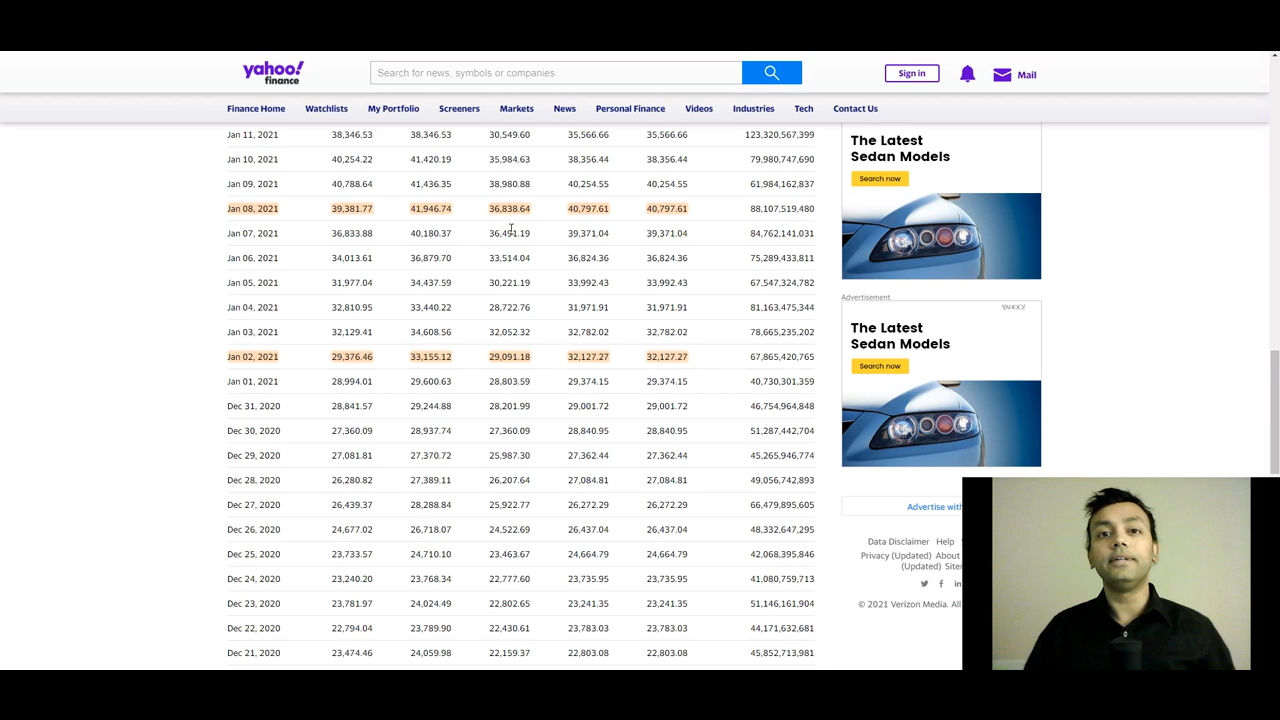 yahoo!
finance
Search for news, symbols or companies
Sign in
Mail
Finance Home Watchlists My Portfolio Screeners Markets News Personal Finance Videos Industries Tech Contact Us
Jan 11, 2021 38,346.53 38,346.53 30,549.60 35,566.66 35,566.66 123,320,567,399
Jan 10, 2021 40,254.22 41,420.19 35,984.63 38,356.44 38,356.44 79,980,747,690
Jan 09, 2021 40,788.64 41,436.35 38,980.88 40,254.55 40,254.55 61,984,162,837
Jan 08, 2021 39,381.77 41,946.74 36,838.64 40,797.61 40,797.61 88,107,519,480
Jan 07, 2021 36,833.88 40,180.37 36,491.19 39,371.04 39,371.04 84,762,141,031
Jan 06, 2021 34,013.61 36,879.70 33,514.04 36,824.36 36,824.36 75,289,433,811
Jan 05, 2021 31,977.04 34,437.59 30,221.19 33,992.43 33,992.43 67,547,324,782
Jan 04, 2021 32,810.95 33,440.22 28,722.76 31,971.91 31,971.91 81,163,475,344
Jan 03, 2021 32,129.41 34,608.56 32,052.32 32,782.02 32,782.02 78,665,235,202
Jan 02, 2021 29,376.46 33,155.12 29,091.18 32,127.27 32,127.27 67,865,420,765
Jan 01, 2021 28,994.01 29,600.63 28,803.59 29,374.15 29,374.15 40,730,301,359
Dec 31, 2020 28,841.57 29,244.88 28,201.99 29,001.72 29,001.72 46,754,964,848
Dec 30, 2020 27,360.09 28,937.74 27,360.09 28,840.95 28,840.95 51,287,442,704
Dec 29, 2020 27,081.81 27,370.72 25,987.30 27,362.44 27,362.44 45,265,946,774
Dec 28, 2020 26,280.82 27,389.11 26,207.64 27,084.81 27,084.81 49,056,742,893
Dec 27, 2020 26,439.37 28,288.84 25,922.77 26,272.29 26,272.29 66,479,895,605
Dec 26, 2020 24,677.02 26,718.07 24,522.69 26,437.04 26,437.04 48,332,647,295
Dec 25, 2020 23,733.57 24,710.10 23,463.67 24,664.79 24,664.79 42,068,395,846
Dec 24, 2020 23,240.20 23,768.34 22,777.60 23,735.95 23,735.95 41,080,759,713
Dec 23, 2020 23,781.97 24,024.49 22,802.65 23,241.35 23,241.35 51,146,161,904
Dec 22, 2020 22,794.04 23,789.90 22,430.61 23,783.03 23,783.03 44,171,632,681
Dec 21, 2020 23,474.46 24,059.98 22,159.37 22,803.08 22,803.08 45,852,713,981
The Latest
Sedan Models
Search now
Advertisement
YAHOO!
The Latest
Sedan Models
Search now
Advertise with
Data Disclaimer Help
Privacy (Updated) About
(Updated)
© 2021 Verizon Media. All